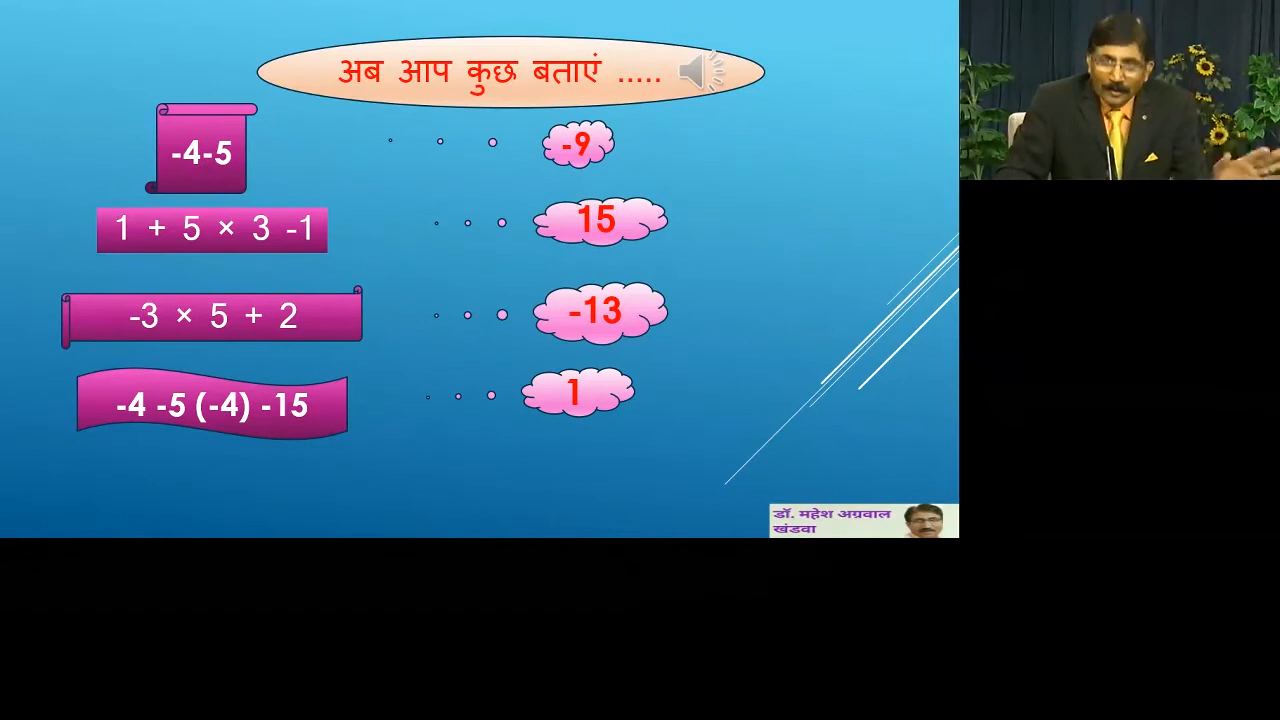 अब आप कुछ बताएं .....
-4-5
-9
1 + 5 × 3 -1
15
-3 × 5 + 2
-13
-4 -5 (-4) -15
1
डॉ. महेश अग्रवाल
खंडवा